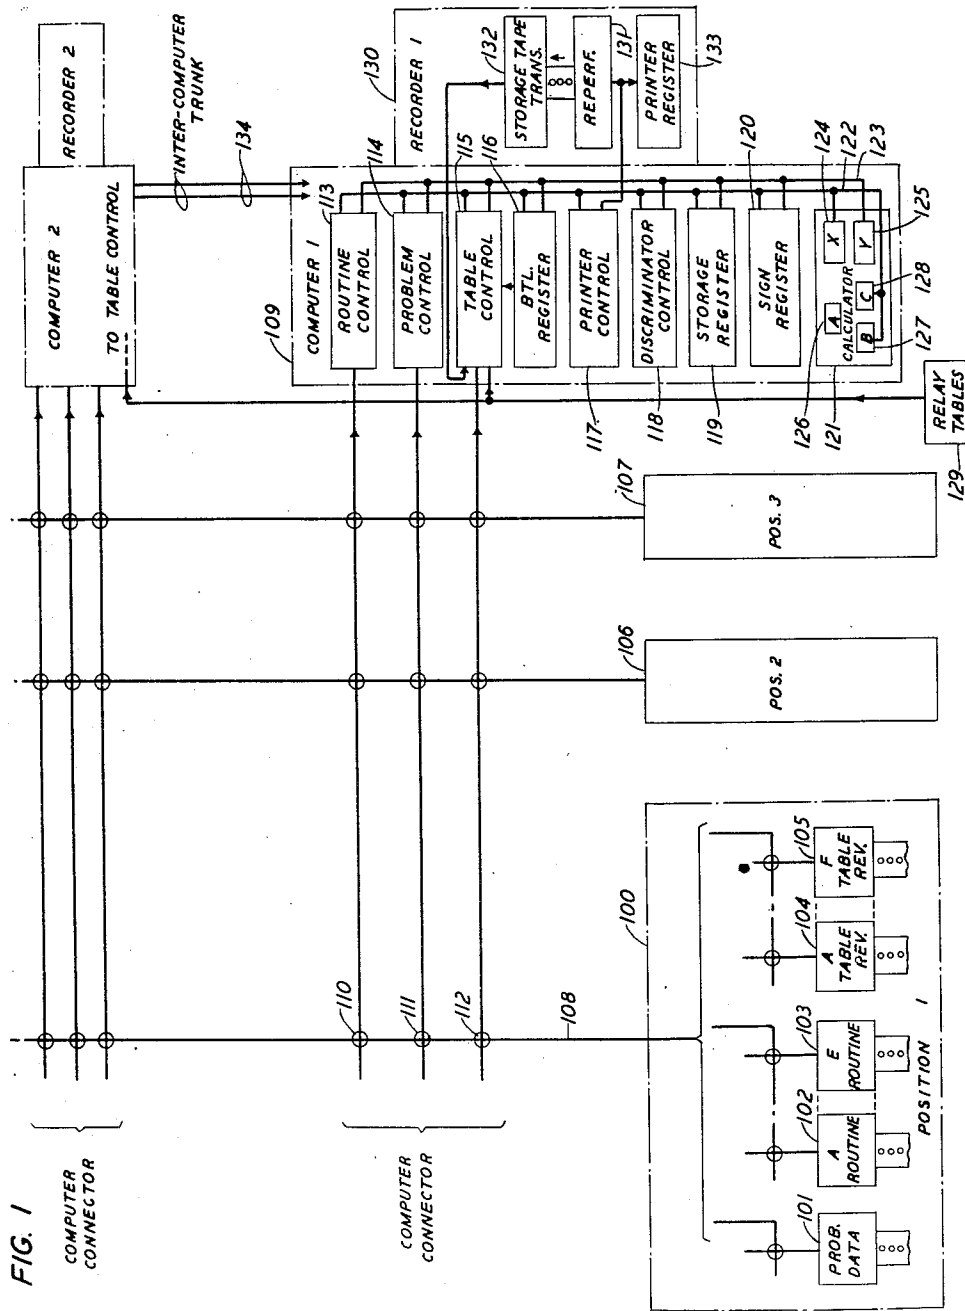 FIG. 1
COMPUTER
CONNECTOR
COMPUTER
CONNECTOR
COMPUTER 2
TO TABLE CONTROL
RECORDER 2
INTER-COMPUTER
TRUNK
134
109
COMPUTER 1
113
ROUTINE
CONTROL
114
PROBLEM
CONTROL
115
TABLE
CONTROL
116
BTL.
REGISTER
117
PRINTER
CONTROL
118
DISCRIMINATOR
CONTROL
119
STORAGE
REGISTER
120
SIGN
REGISTER
121
CALCULATOR
126
A
127
B
128
C
124
X
125
Y
122
123
130
RECORDER 1
132
STORAGE TAPE
TRANS.
131
REPERF.
133
PRINTER
REGISTER
129
RELAY
TABLES
110
111
112
108
107
POS. 3
106
POS. 2
100
101
PROB.
DATA
102
A
ROUTINE
103
E
ROUTINE
104
A
TABLE
REV.
105
F
TABLE
REV.
POSITION 1